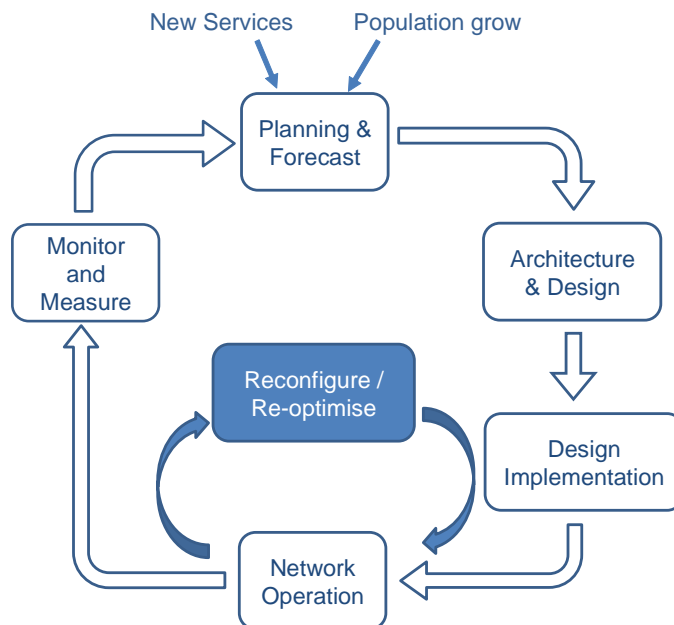 New Services
Population grow
Planning &
Forecast
Monitor
and
Measure
Architecture
& Design
Reconfigure /
Re-optimise
Design
Implementation
Network
Operation